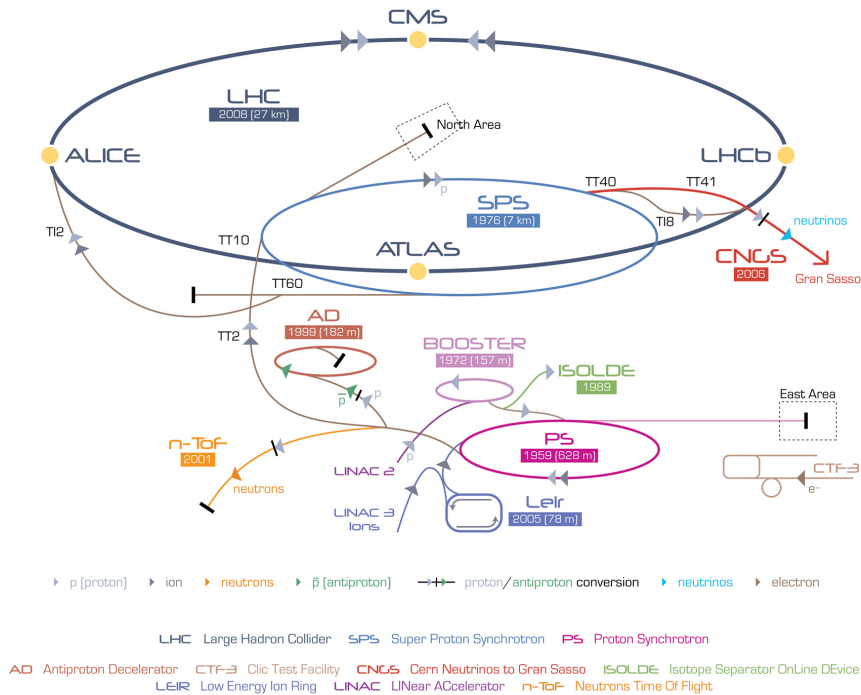 CMS
LHC
2008 (27 km)
North Area
ALICE
LHCb
TT40
TT41
p
SPS
1976 (7 km)
TI8
neutrinos
TI2
TT10
ATLAS
CNGS
2006
Gran Sasso
TT60
AD
1999 (182 m)
TT2
BOOSTER
1972 (157 m)
ISOLDE
1989
p̄
p
East Area
n-ToF
2001
LINAC 2
p
PS
1959 (628 m)
neutrons
CTF-3
e-
LINAC 3
Ions
Leir
2005 (78 m)
p (proton) ion neutrons p̄ (antiproton) proton/antiproton conversion neutrinos electron
LHC Large Hadron Collider SPS Super Proton Synchrotron PS Proton Synchrotron
AD Antiproton Decelerator CTF-3 Clic Test Facility CNGS Cern Neutrinos to Gran Sasso ISOLDE Isotope Separator OnLine DEvice
LEIR Low Energy Ion Ring LINAC LINear ACcelerator n-ToF Neutrons Time Of Flight